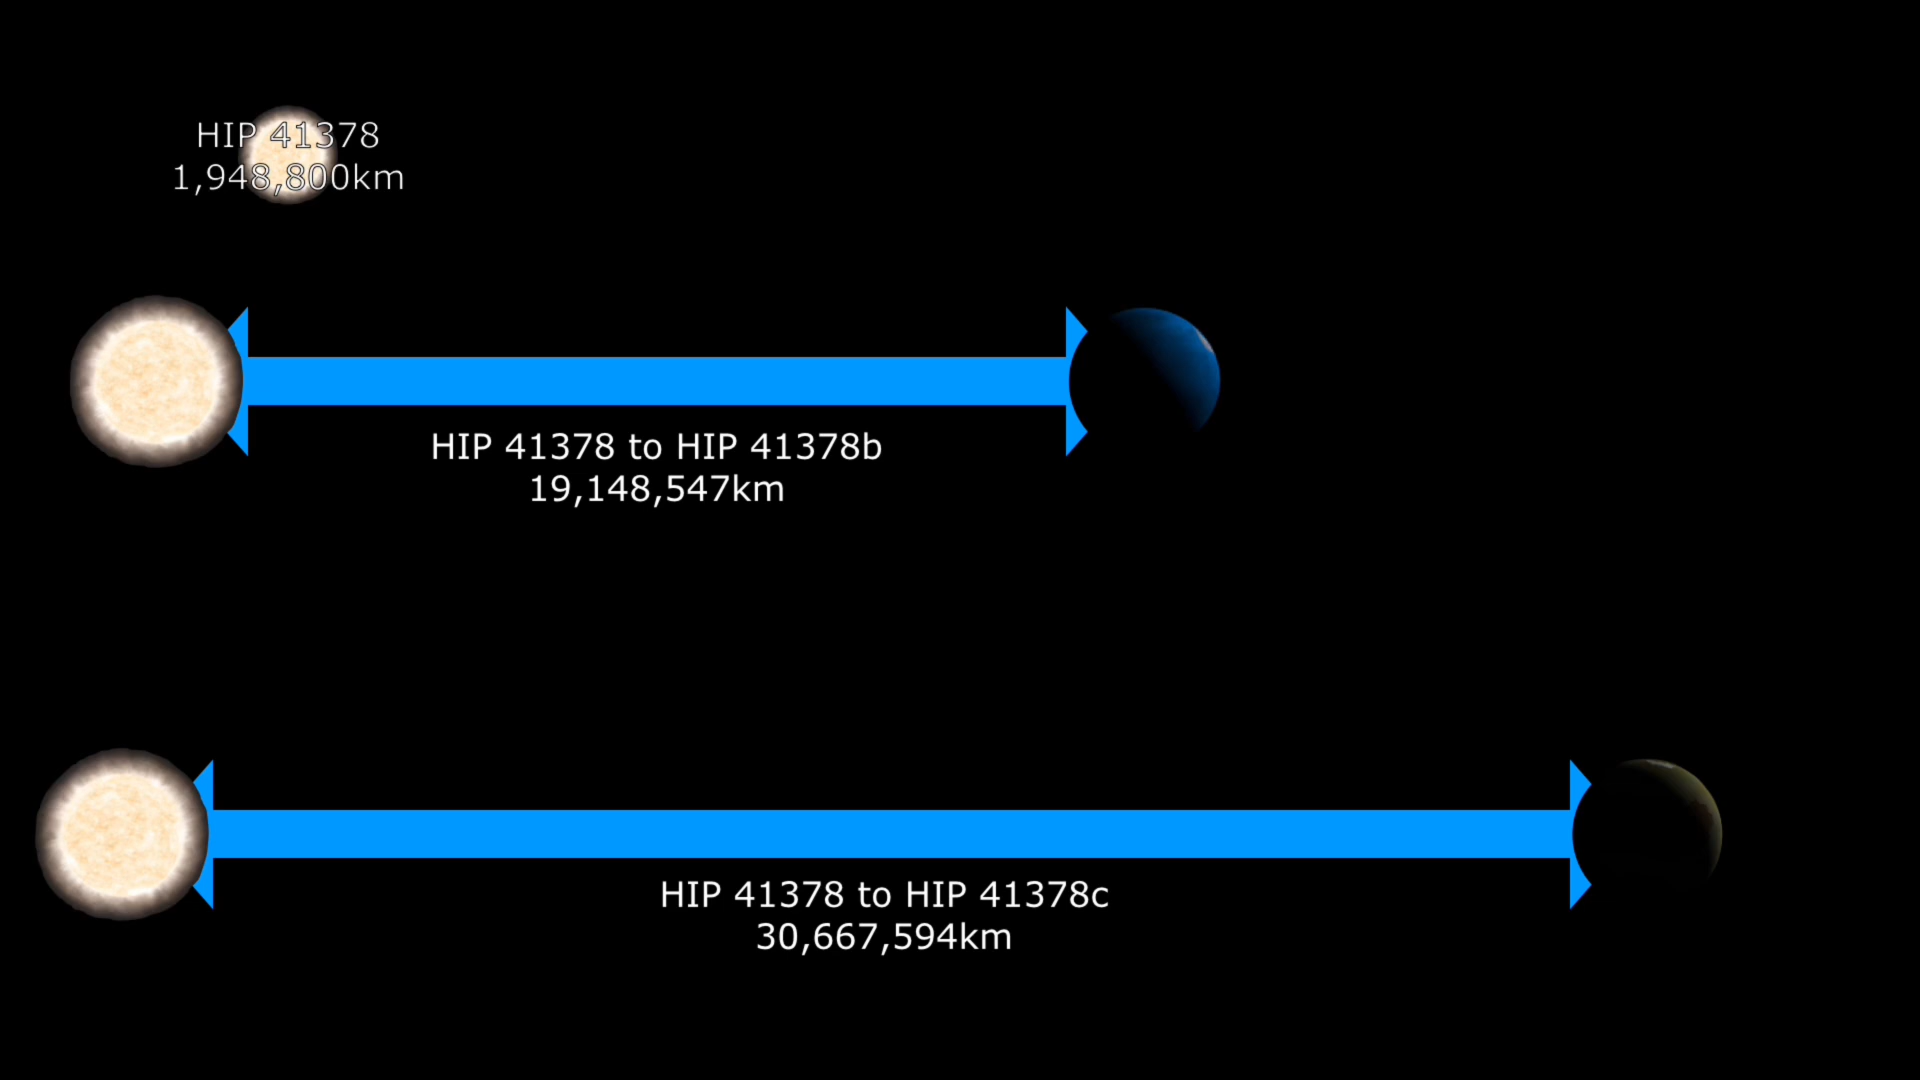 HIP 41378
1,948,800km
HIP 41378 to HIP 41378b
19,148,547km
HIP 41378 to HIP 41378c
30,667,594km